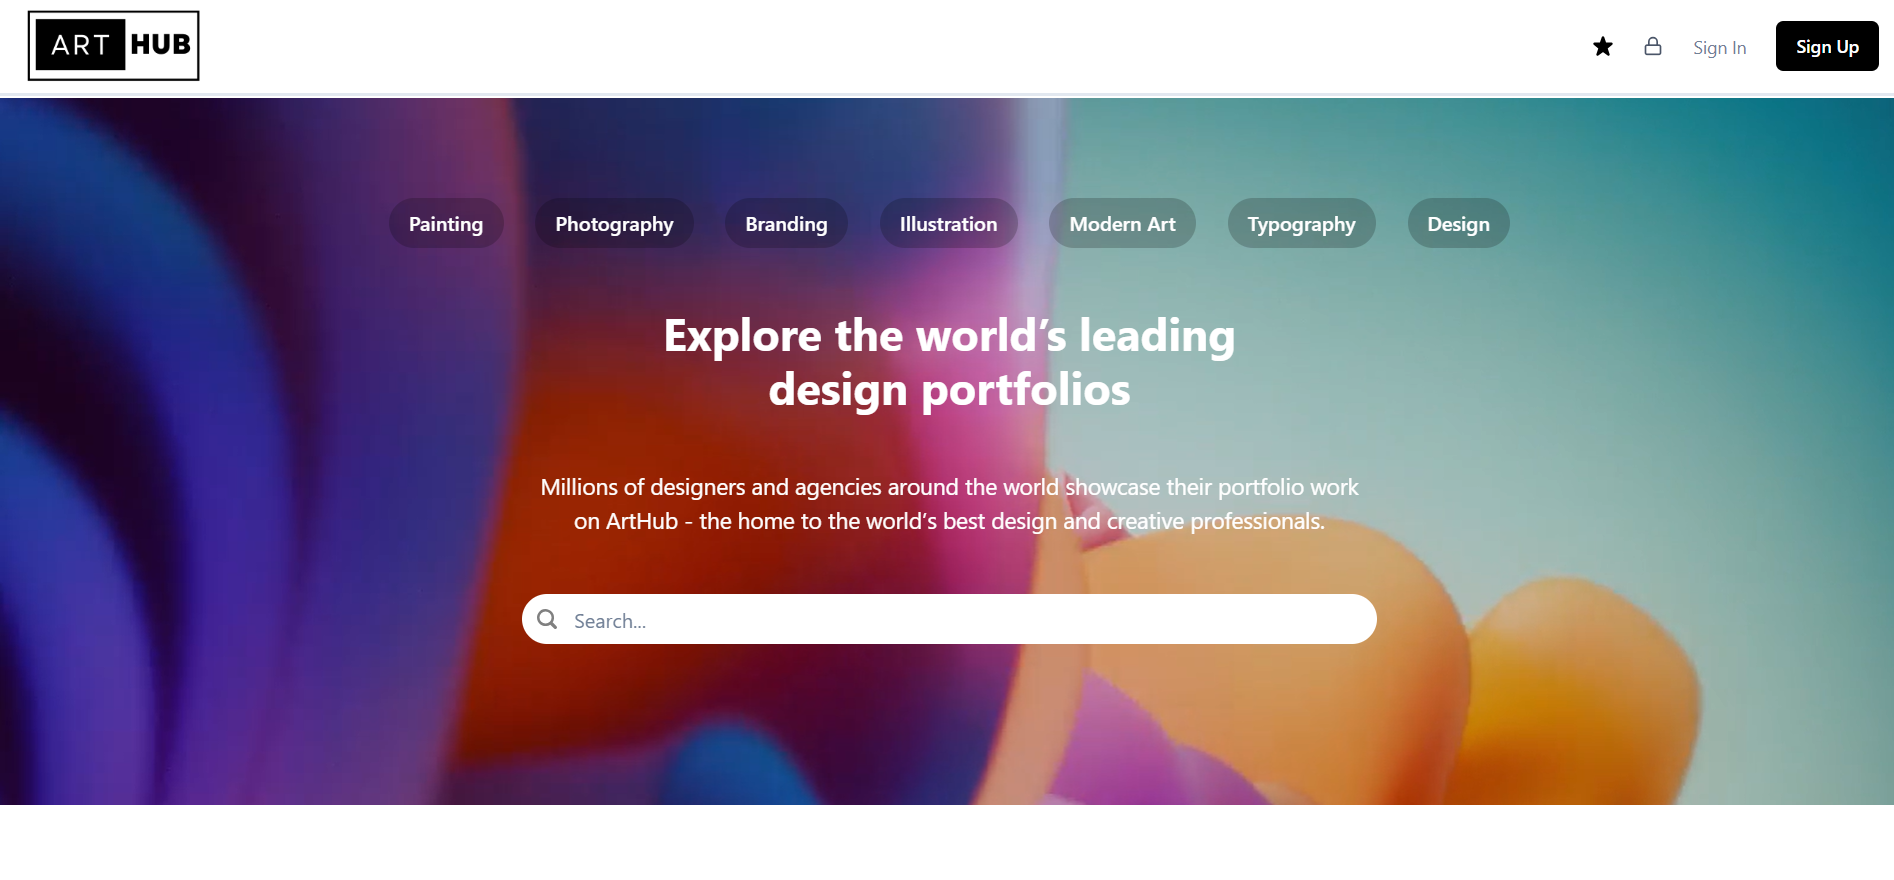 ART HUB
Sign In
Sign Up
Painting
Photography
Branding
Illustration
Modern Art
Typography
Design
Explore the world’s leading
design portfolios
Millions of designers and agencies around the world showcase their portfolio work
on ArtHub - the home to the world’s best design and creative professionals.
Search...